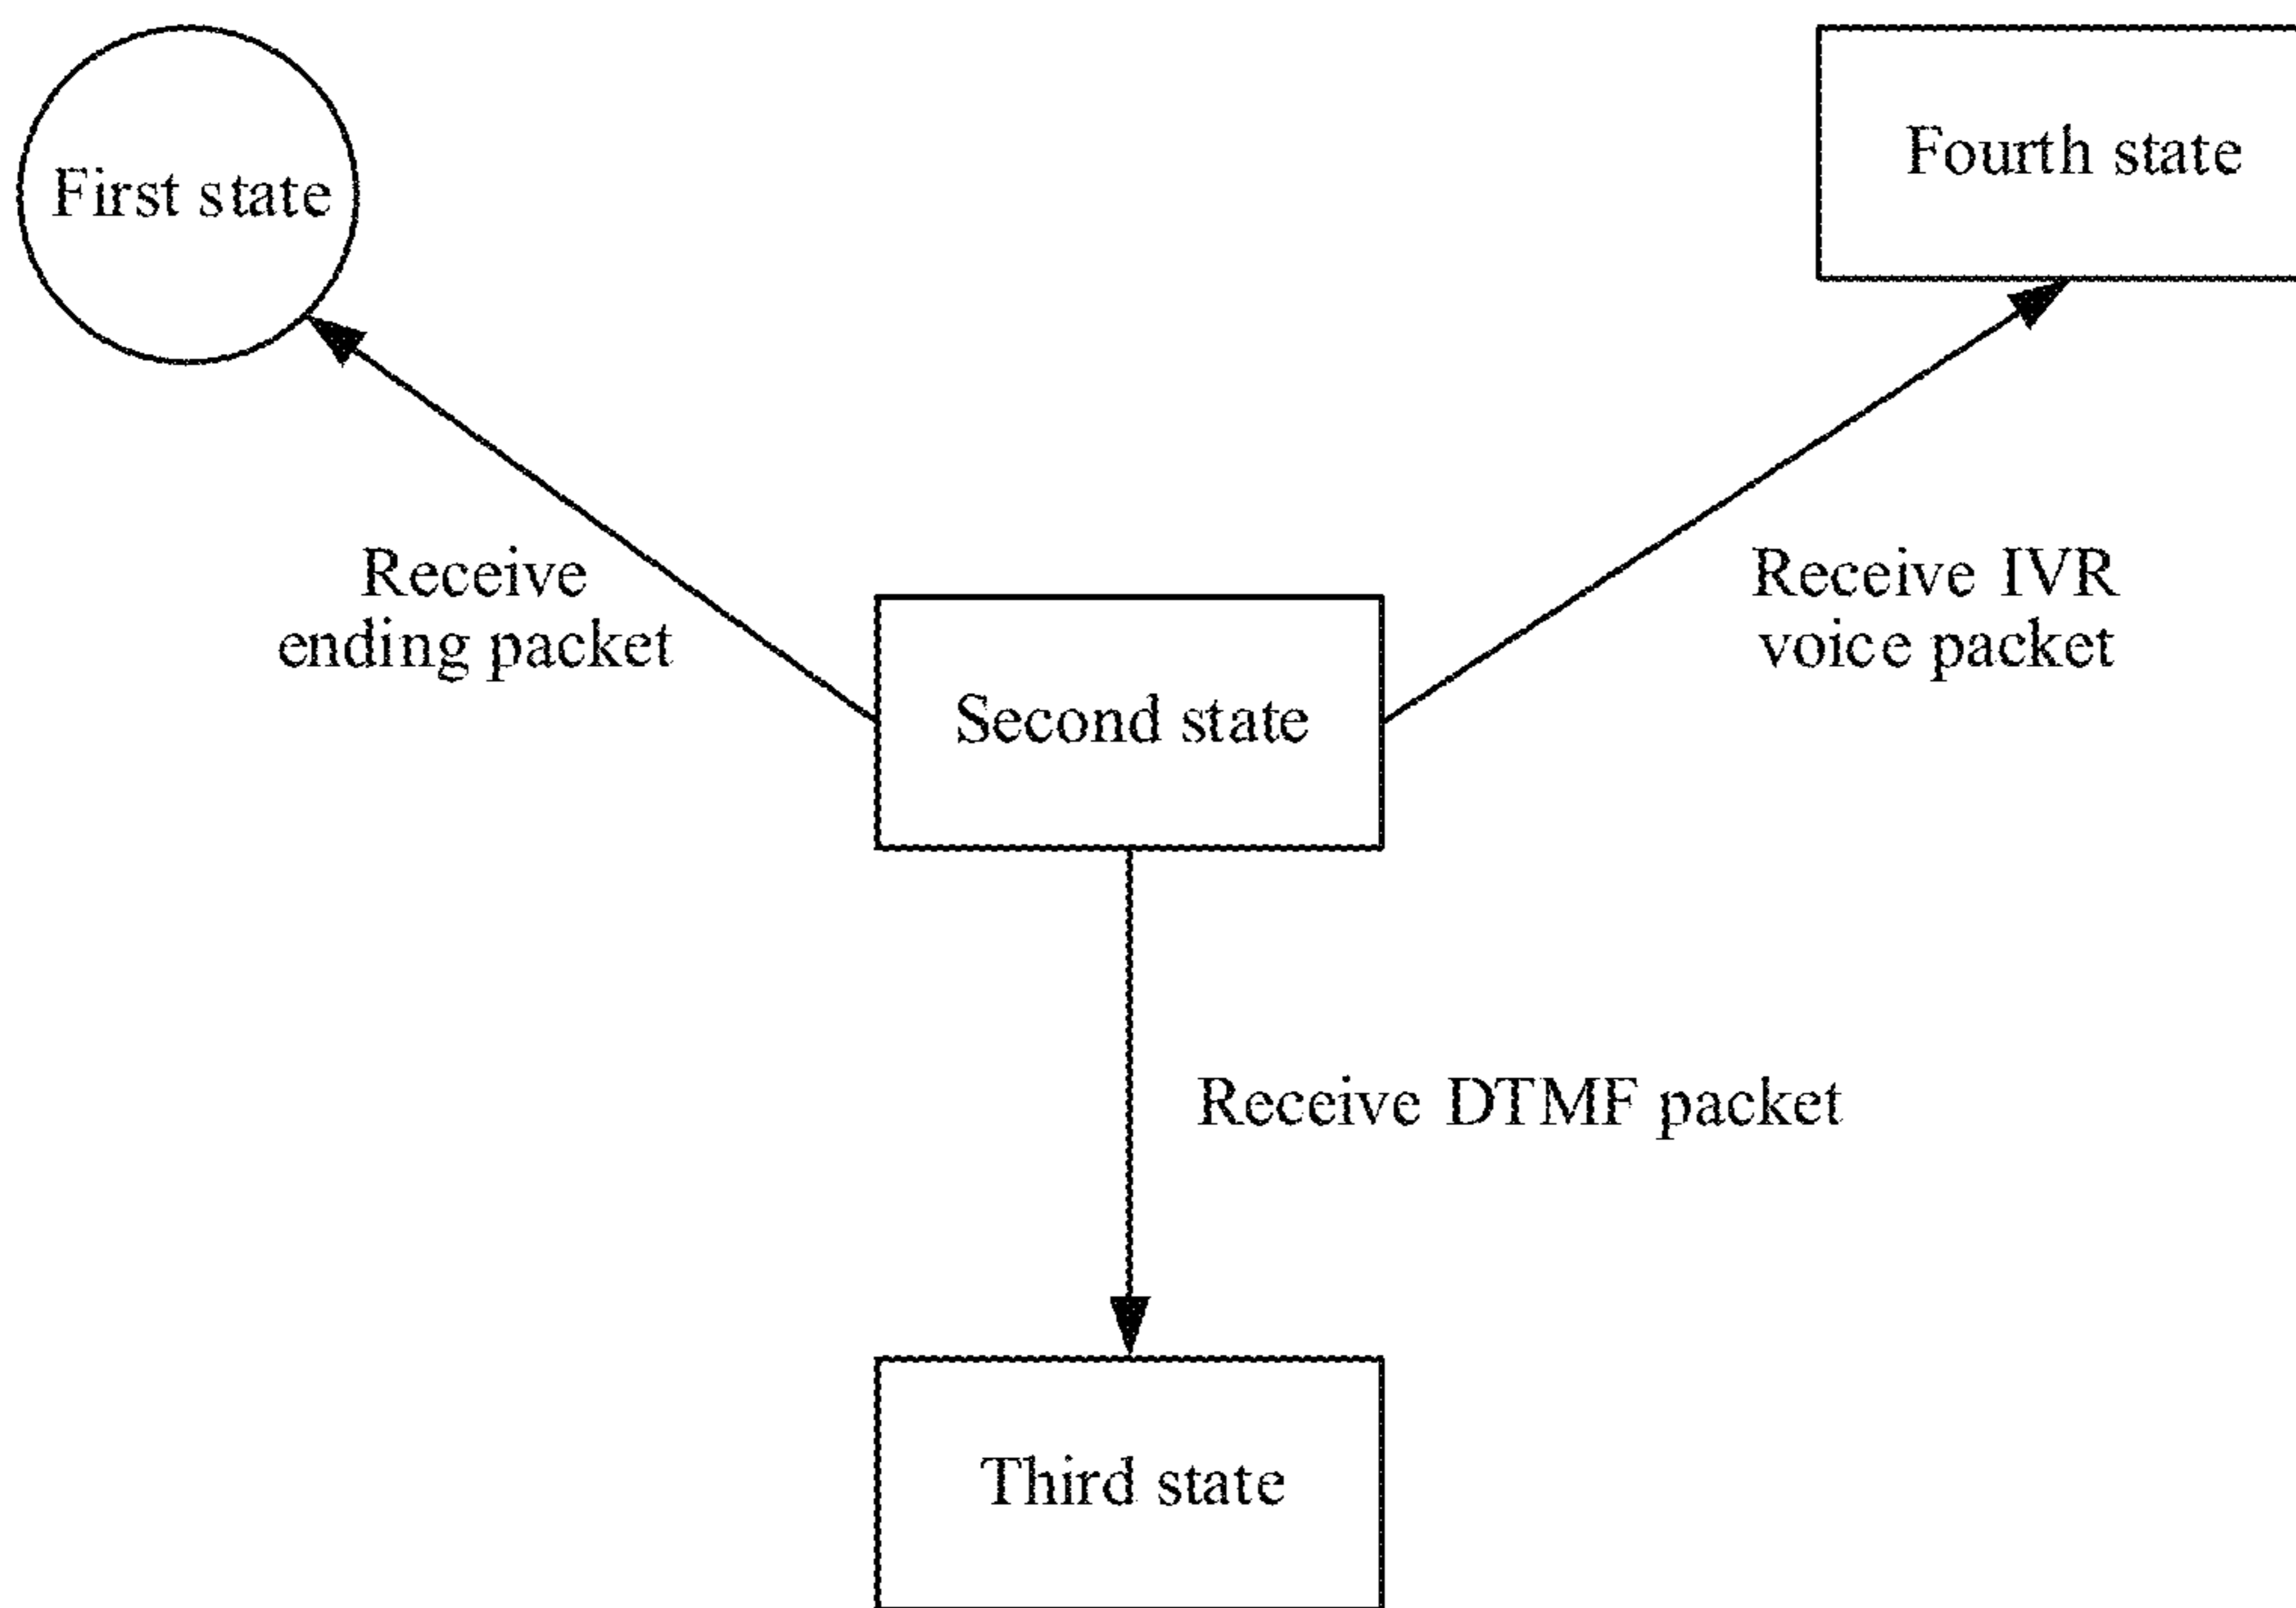 First state
Fourth state
Receive
ending packet
Receive IVR
voice packet
Second state
Receive DTMF packet
Third state